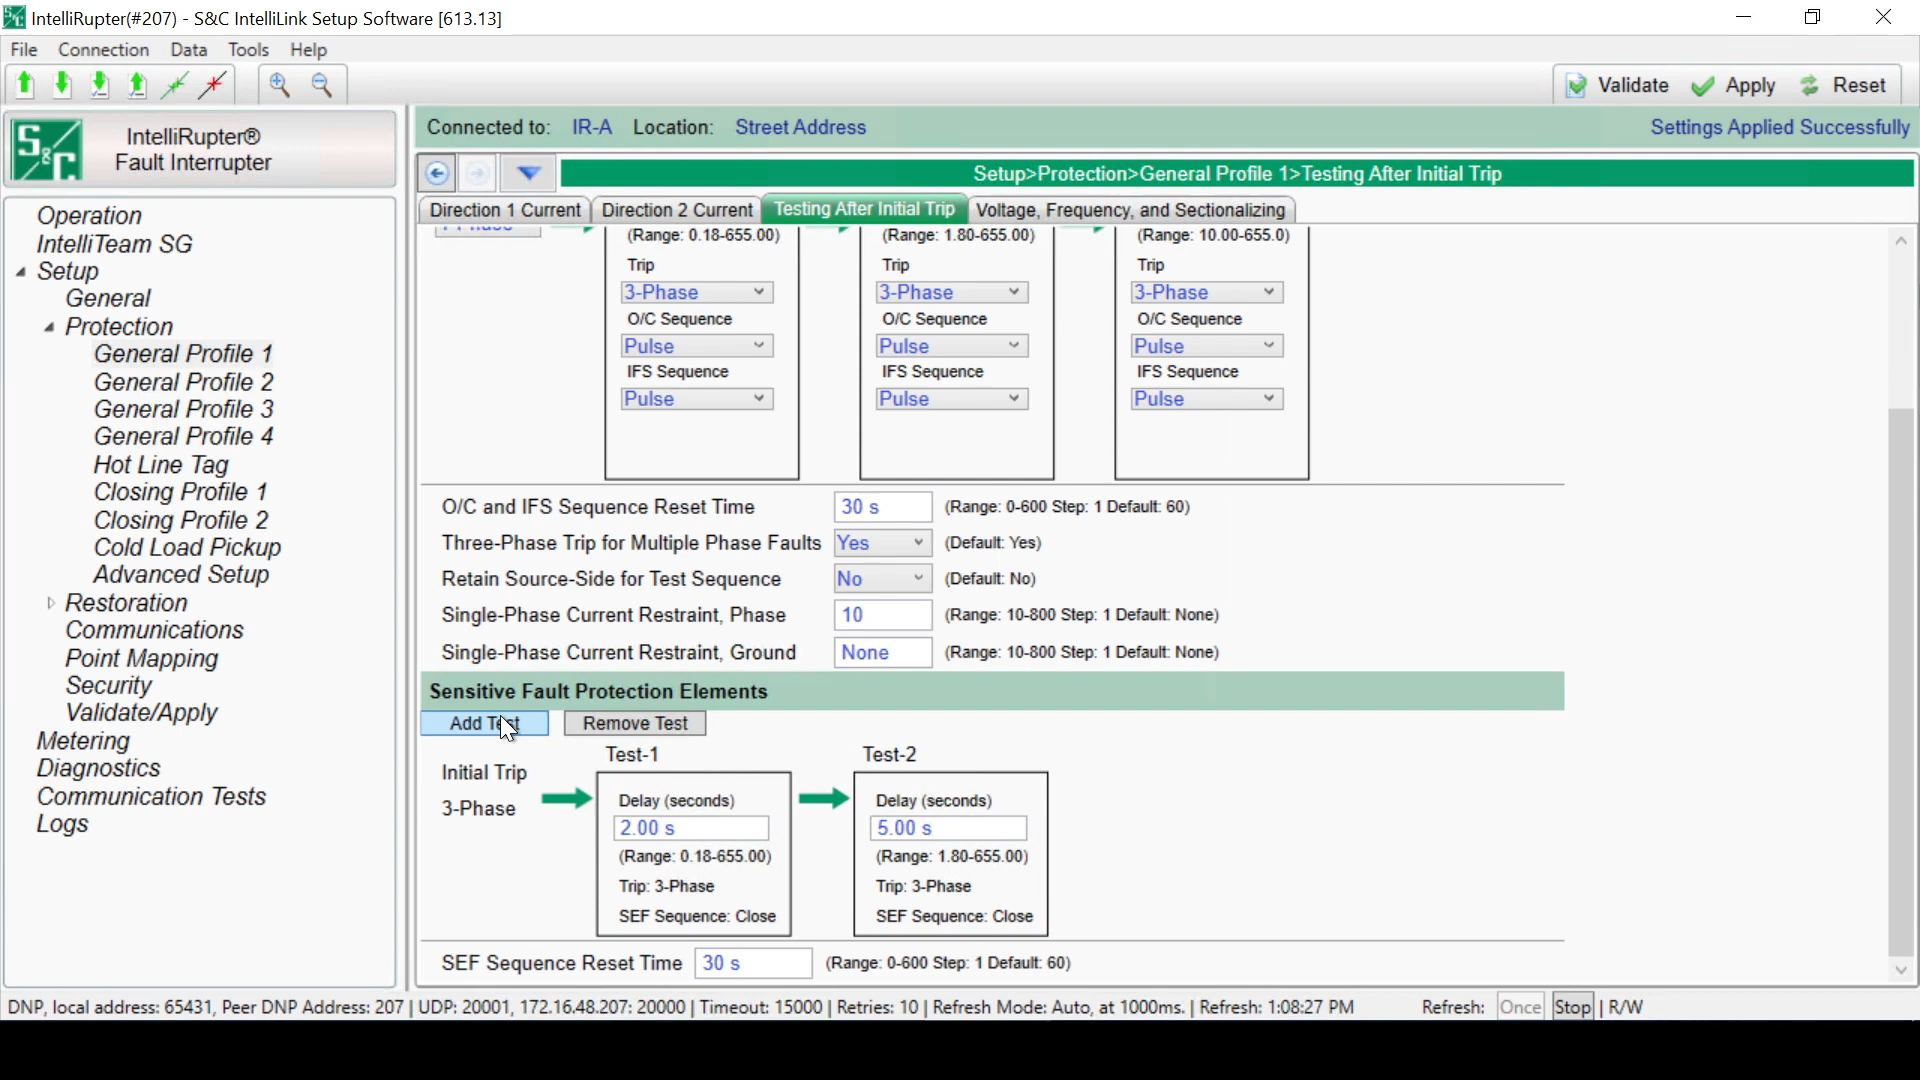 IntelliRupter(#207) - S&C IntelliLink Setup Software [613.13]
File Connection Data Tools Help
Validate Apply Reset
S&C
IntelliRupter®
Fault Interrupter
Connected to: IR-A Location: Street Address Settings Applied Successfully
Setup>Protection>General Profile 1>Testing After Initial Trip
Direction 1 Current Direction 2 Current Testing After Initial Trip Voltage, Frequency, and Sectionalizing
Operation
IntelliTeam SG
Setup
General
Protection
General Profile 1
General Profile 2
General Profile 3
General Profile 4
Hot Line Tag
Closing Profile 1
Closing Profile 2
Cold Load Pickup
Advanced Setup
Restoration
Communications
Point Mapping
Security
Validate/Apply
Metering
Diagnostics
Communication Tests
Logs
(Range: 0.18-655.00) (Range: 1.80-655.00) (Range: 10.00-655.0)
Trip Trip Trip
3-Phase 3-Phase 3-Phase
O/C Sequence O/C Sequence O/C Sequence
Pulse Pulse Pulse
IFS Sequence IFS Sequence IFS Sequence
Pulse Pulse Pulse
O/C and IFS Sequence Reset Time 30 s (Range: 0-600 Step: 1 Default: 60)
Three-Phase Trip for Multiple Phase Faults Yes (Default: Yes)
Retain Source-Side for Test Sequence No (Default: No)
Single-Phase Current Restraint, Phase 10 (Range: 10-800 Step: 1 Default: None)
Single-Phase Current Restraint, Ground None (Range: 10-800 Step: 1 Default: None)
Sensitive Fault Protection Elements
Add Test Remove Test
Test-1 Test-2
Initial Trip
3-Phase
Delay (seconds) Delay (seconds)
2.00 s 5.00 s
(Range: 0.18-655.00) (Range: 1.80-655.00)
Trip: 3-Phase Trip: 3-Phase
SEF Sequence: Close SEF Sequence: Close
SEF Sequence Reset Time 30 s (Range: 0-600 Step: 1 Default: 60)
DNP, local address: 65431, Peer DNP Address: 207 | UDP: 20001, 172.16.48.207: 20000 | Timeout: 15000 | Retries: 10 | Refresh Mode: Auto, at 1000ms. | Refresh: 1:08:27 PM Refresh: Once Stop | R/W